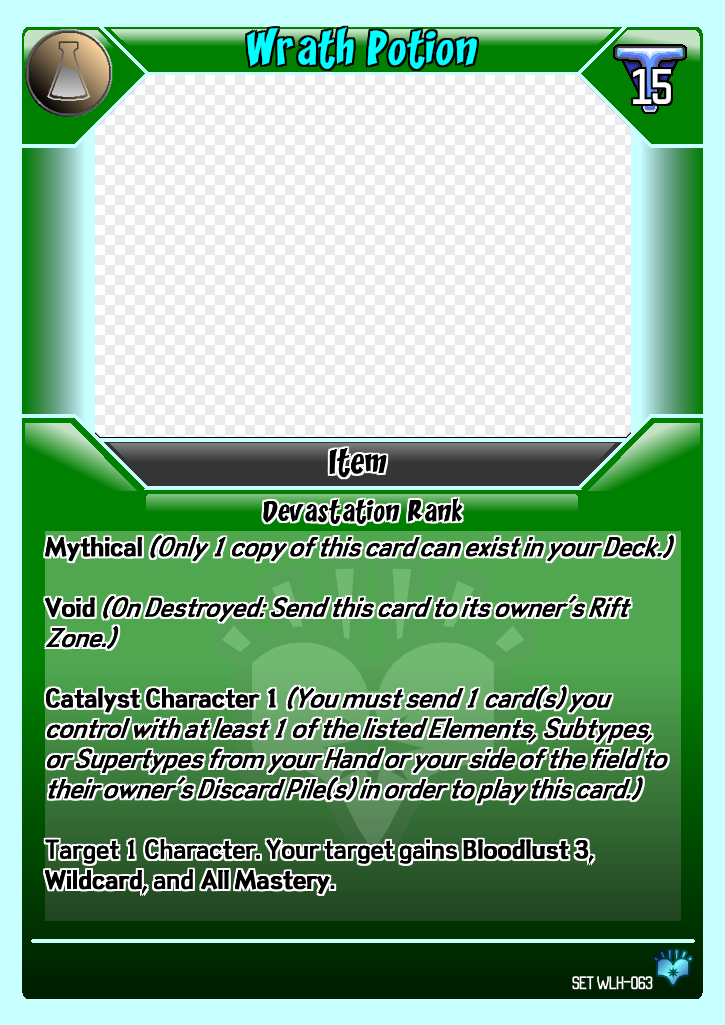 Wrath Potion
15
Item
Devastation Rank
Mythical (Only 1 copy of this card can exist in your Deck.)
Void (On Destroyed: Send this card to its owner's Rift
Zone.)
Catalyst Character 1 (You must send 1 card(s) you
control with at least 1 of the listed Elements, Subtypes,
or Supertypes from your Hand or your side of the field to
their owner's Discard Pile(s) in order to play this card.)
Target 1 Character. Your target gains Bloodlust 3,
Wildcard, and All Mastery.
SET WLH-063